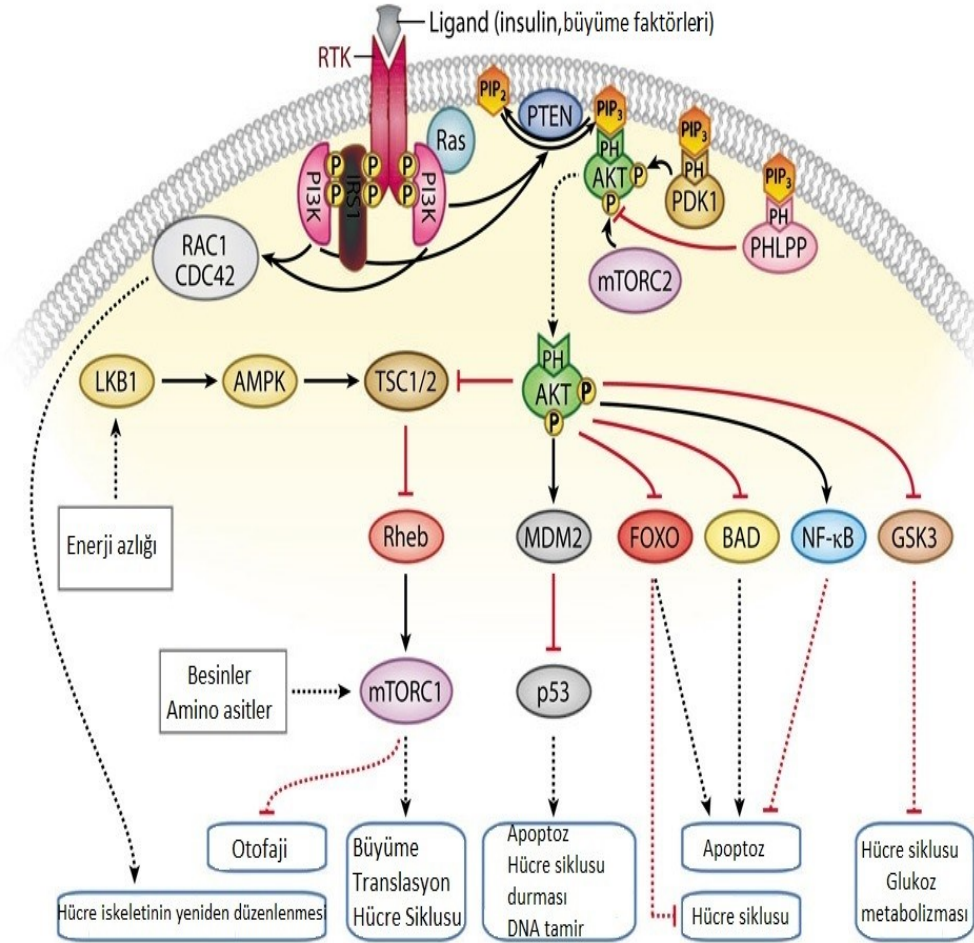 Ligand (insulin,büyüme faktörleri)
RTK
PIP2
PTEN
PIP3
PIP3
PIP3
Ras
PH
PH
PH
AKT
P
P
PDK1
PHLPP
mTORC2
PI3K
P
P
IRS1
P
P
P
P
PI3K
RAC1
CDC42
LKB1
AMPK
TSC1/2
PH
AKT
P
P
Enerji azlığı
Rheb
MDM2
FOXO
BAD
NF-κB
GSK3
Besinler
Amino asitler
mTORC1
p53
Otofaji
Büyüme
Translasyon
Hücre Siklusu
Apoptoz
Hücre siklusu
durması
DNA tamir
Apoptoz
Hücre siklusu
Hücre siklusu
Glukoz
metabolizması
Hücre iskeletinin yeniden düzenlenmesi